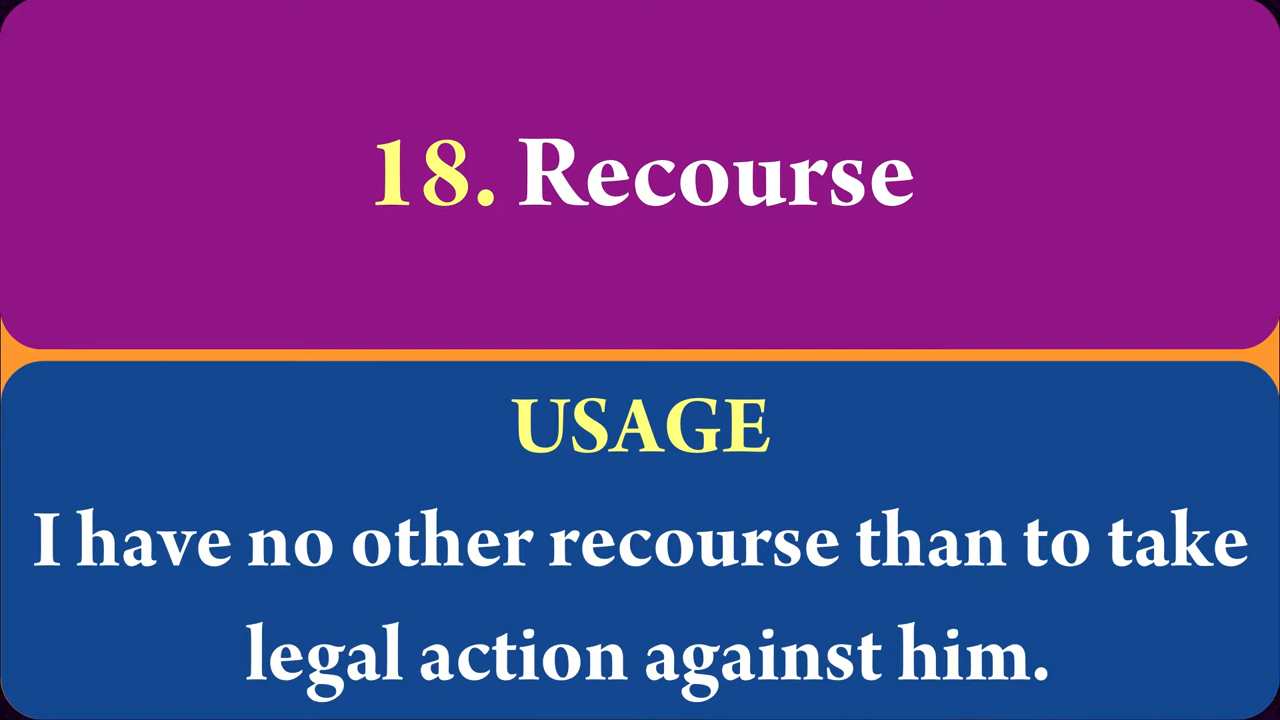 18. Recourse
USAGE
I have no other recourse than to take
legal action against him.